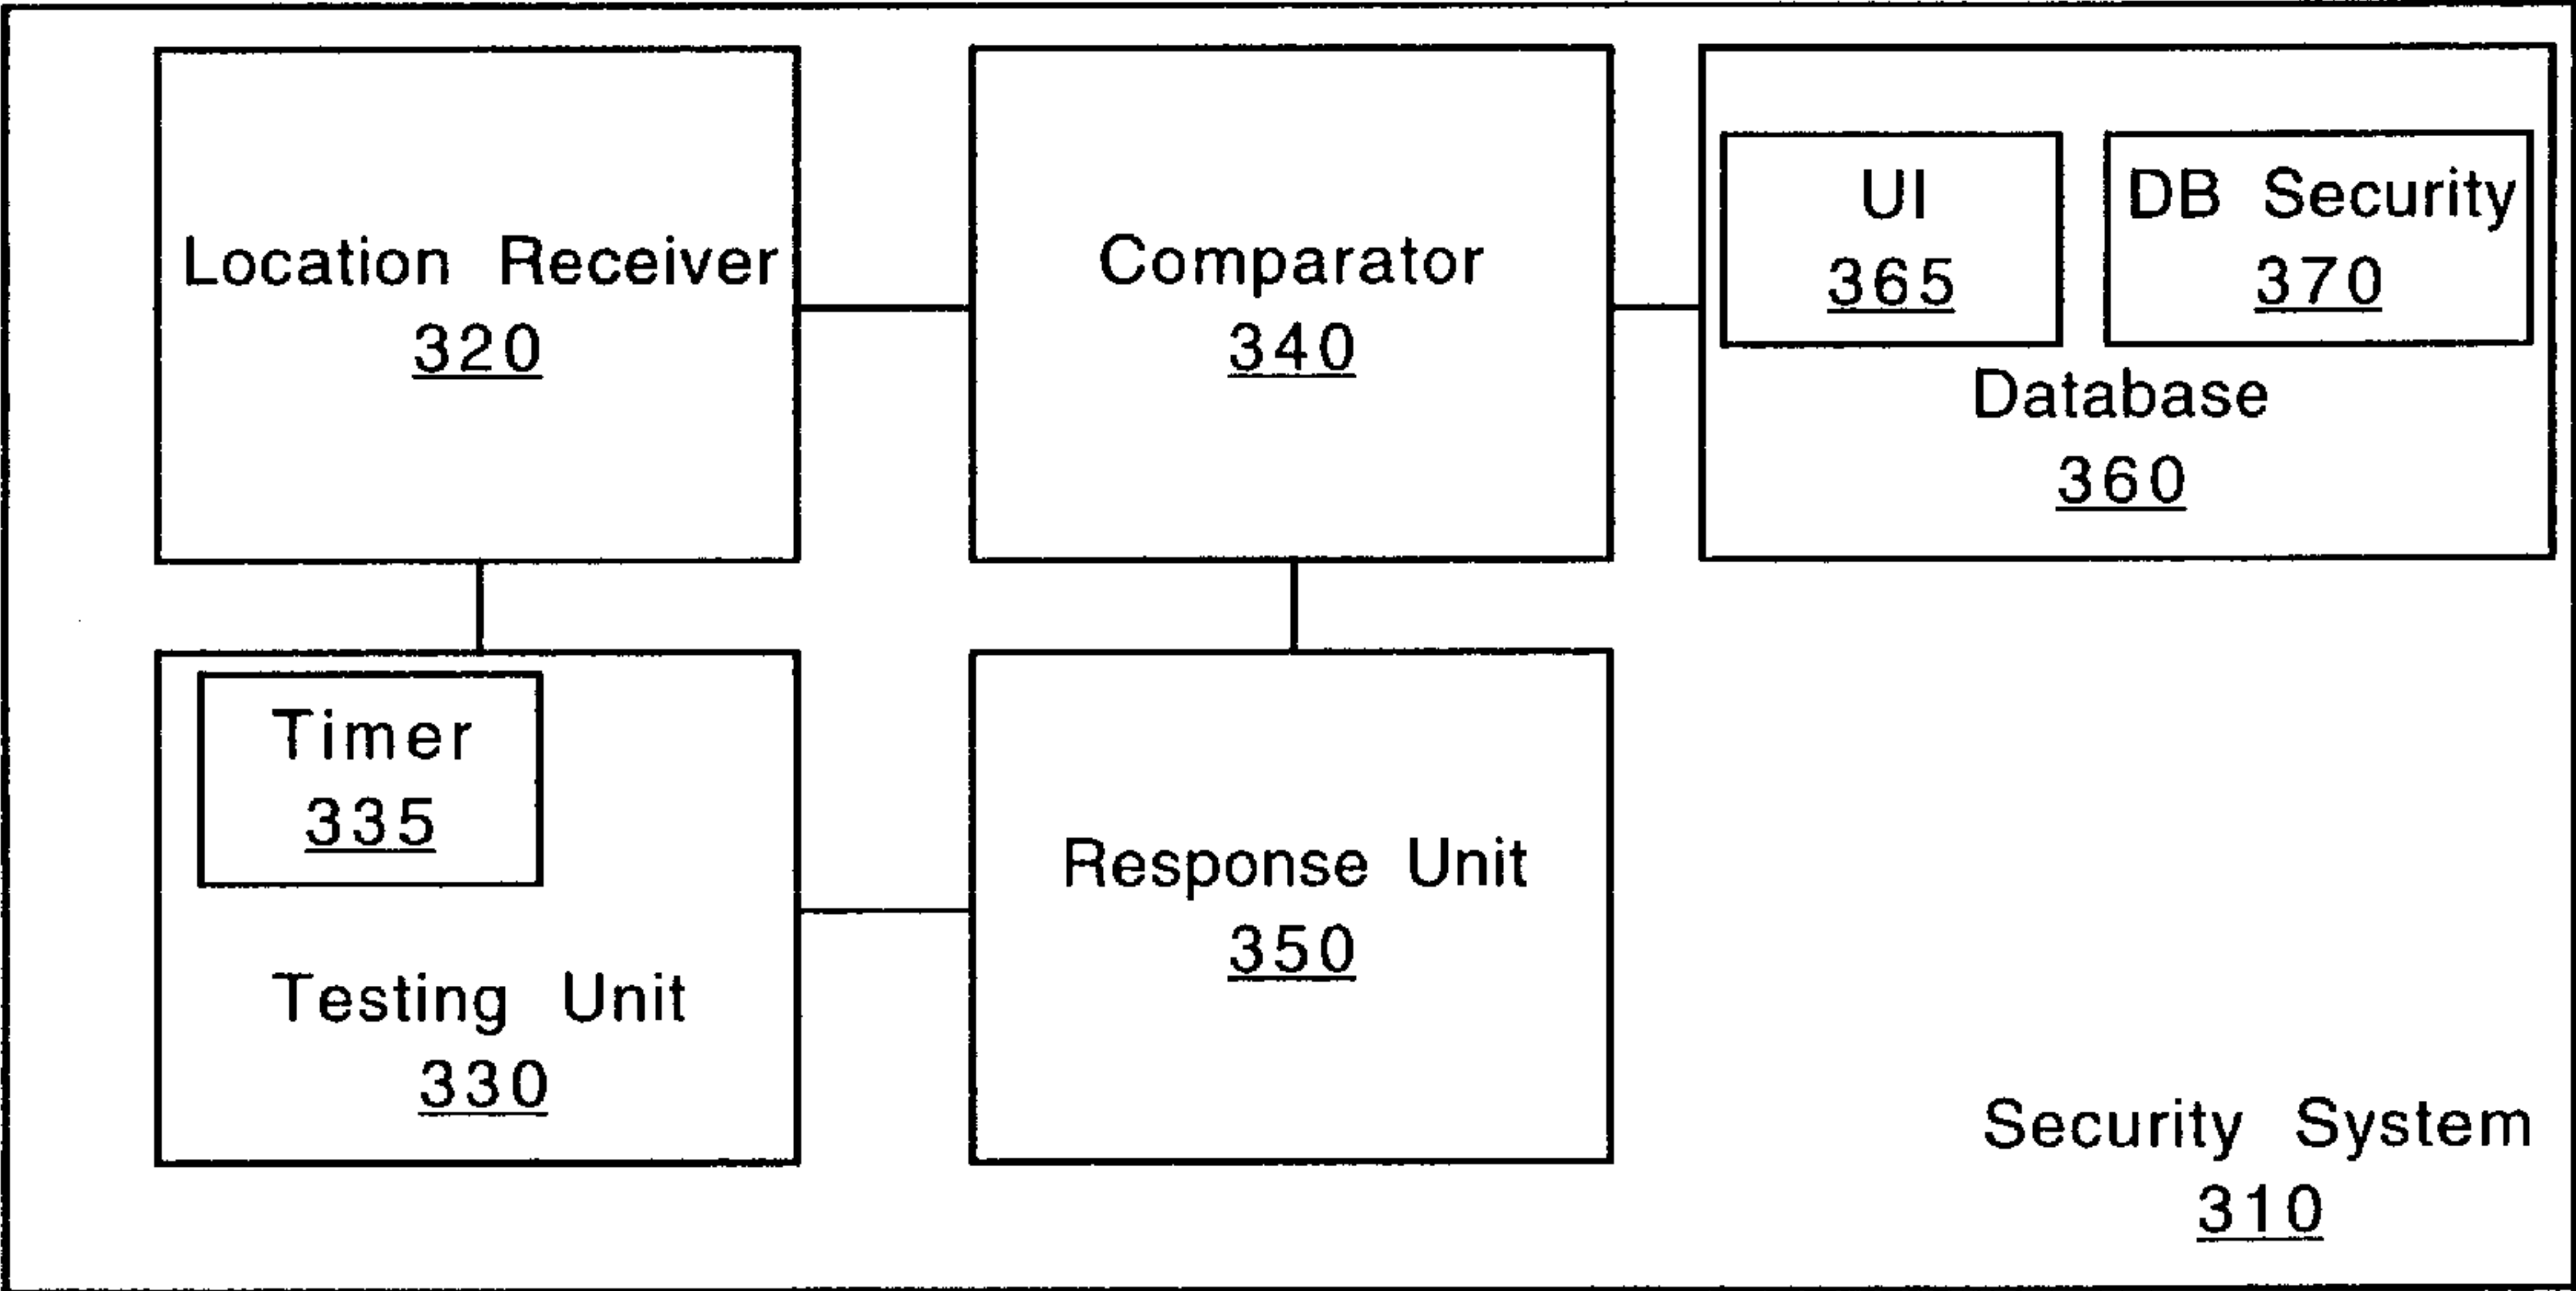 Location Receiver
320
Comparator
340
UI
365
DB Security
370
Database
360
Timer
335
Testing Unit
330
Response Unit
350
Security System
310